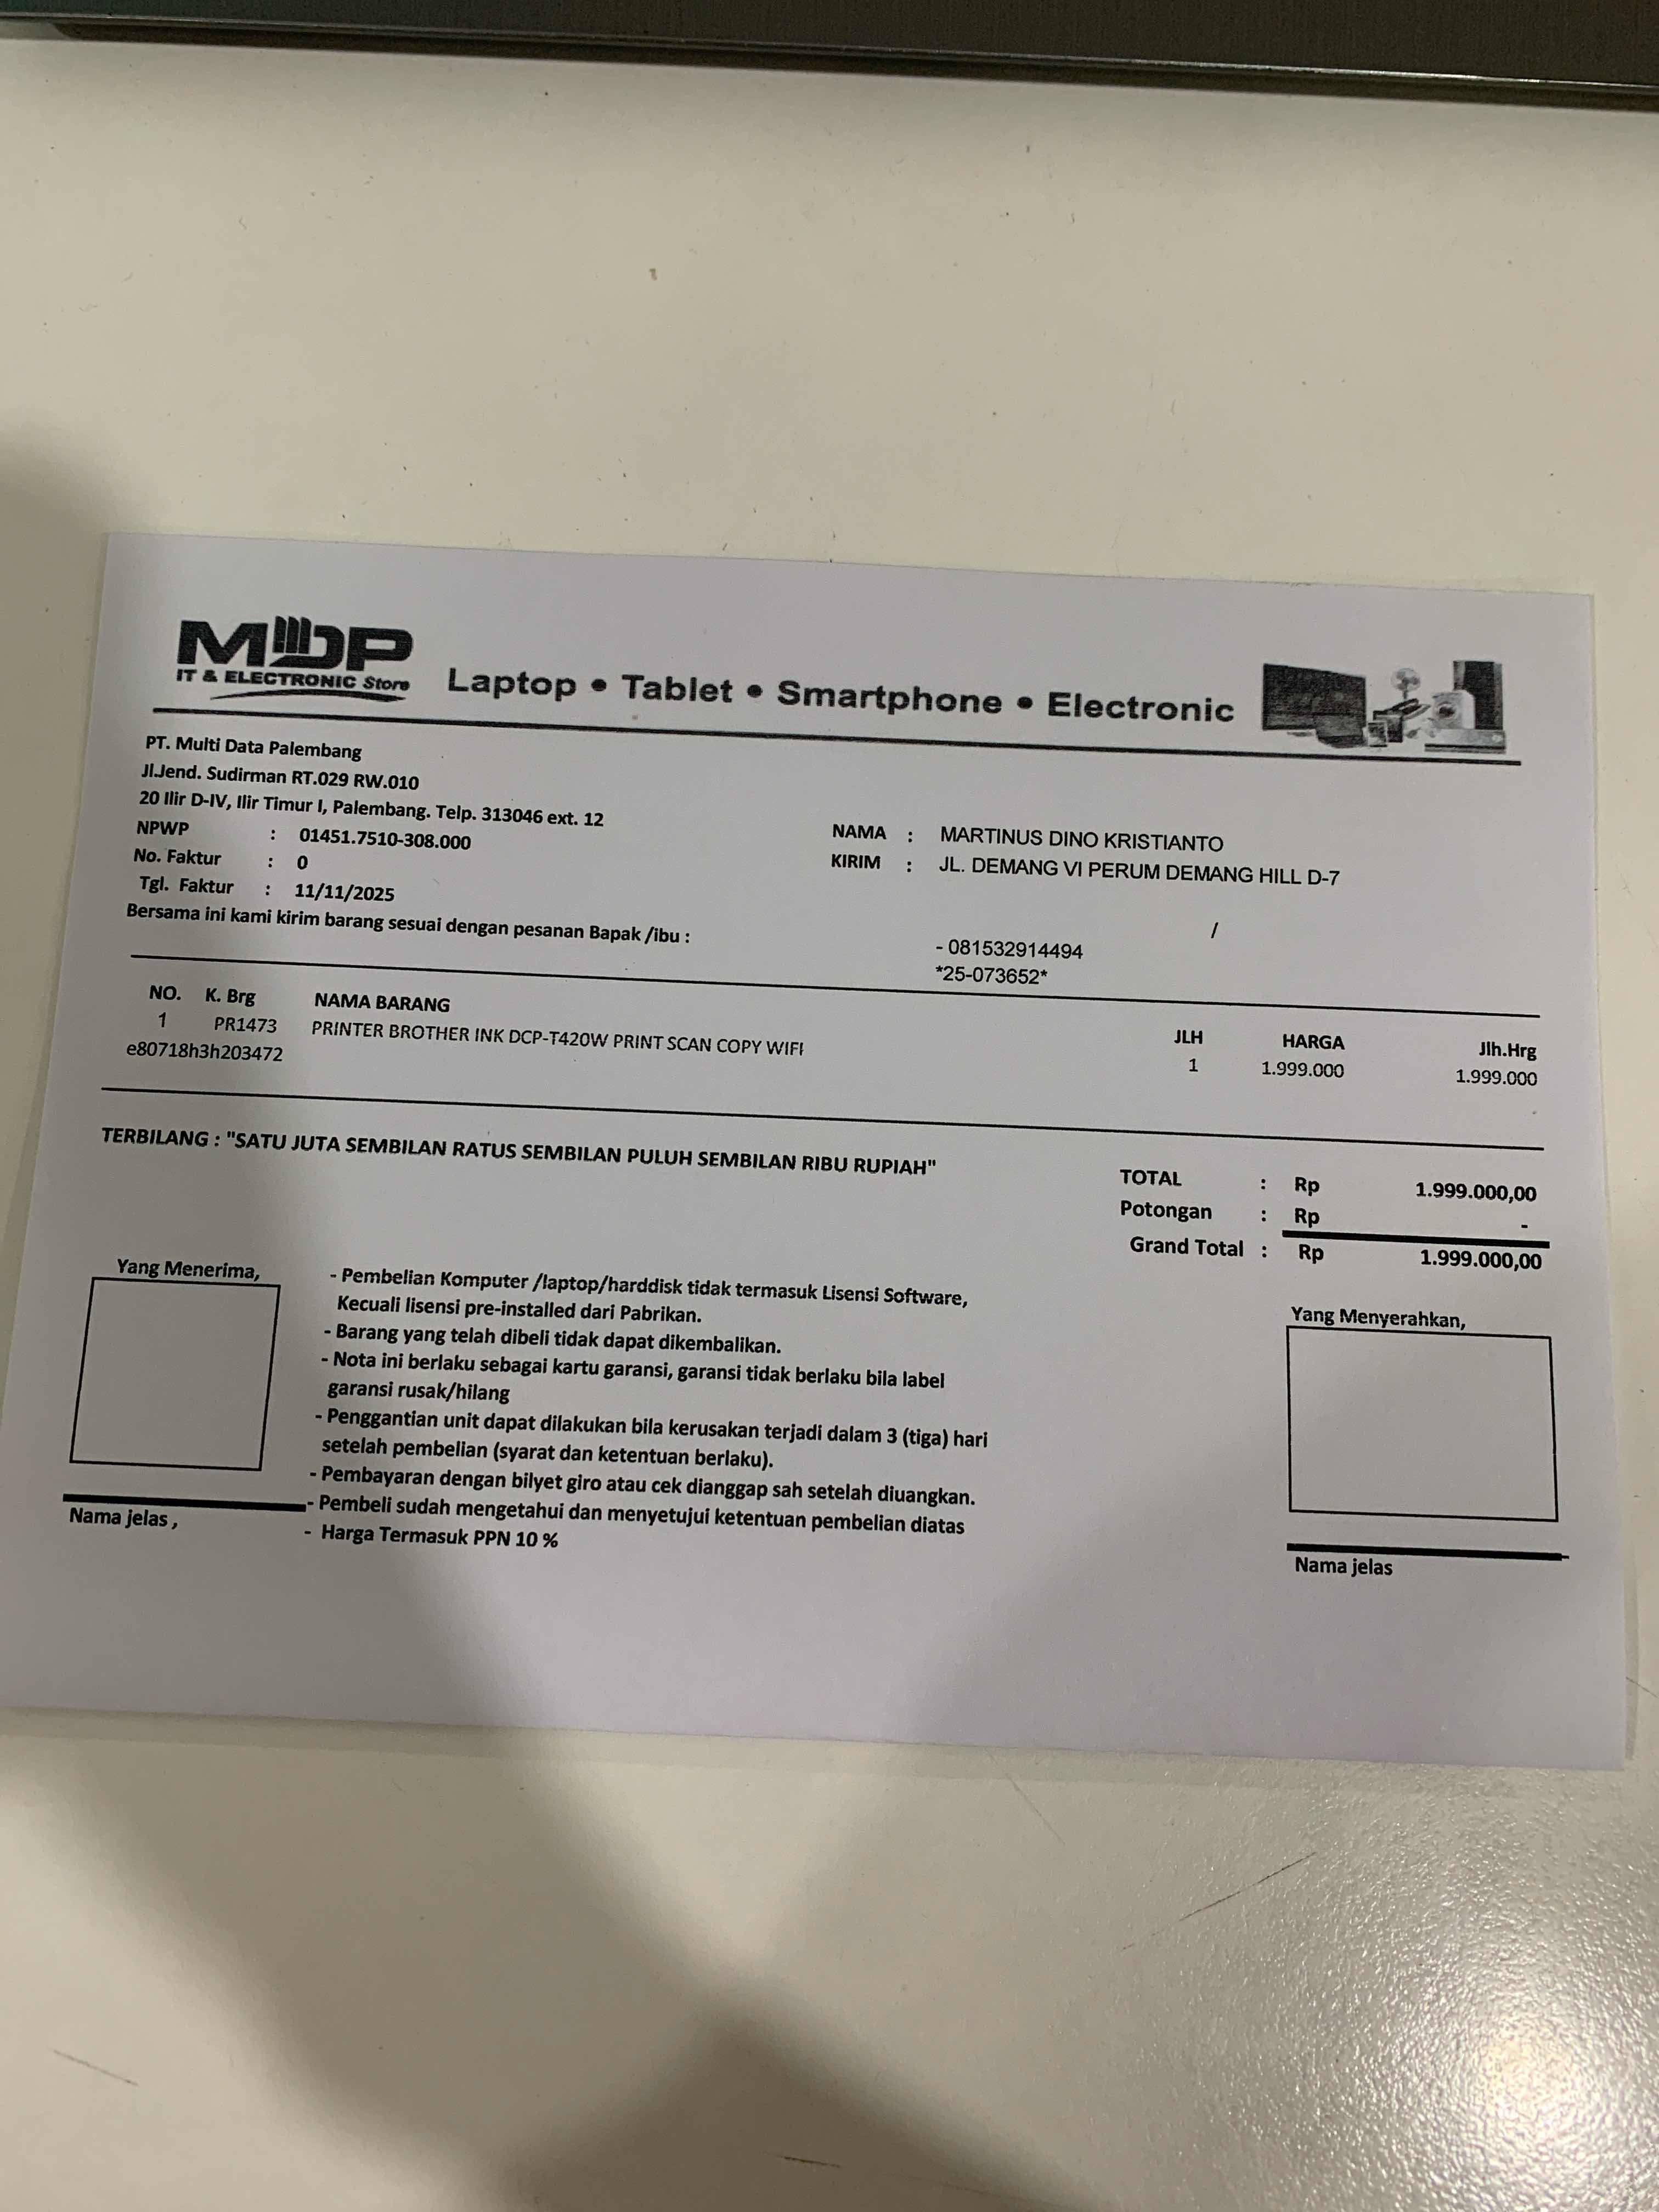 MDP
IT & ELECTRONIC Store
Laptop • Tablet • Smartphone • Electronic
PT. Multi Data Palembang
Jl.Jend. Sudirman RT.029 RW.010
20 Ilir D-IV, Ilir Timur I, Palembang. Telp. 313046 ext. 12
NPWP : 01451.7510-308.000
No. Faktur : 0
Tgl. Faktur : 11/11/2025
Bersama ini kami kirim barang sesuai dengan pesanan Bapak /ibu :
NAMA : MARTINUS DINO KRISTIANTO
KIRIM : JL. DEMANG VI PERUM DEMANG HILL D-7
/
- 081532914494
*25-073652*
NO. K. Brg NAMA BARANG JLH HARGA Jlh.Hrg
1 PR1473 PRINTER BROTHER INK DCP-T420W PRINT SCAN COPY WIFI 1 1.999.000 1.999.000
e80718h3h203472
TERBILANG : "SATU JUTA SEMBILAN RATUS SEMBILAN PULUH SEMBILAN RIBU RUPIAH"
TOTAL : Rp 1.999.000,00
Potongan : Rp -
Grand Total : Rp 1.999.000,00
Yang Menerima,
- Pembelian Komputer /laptop/harddisk tidak termasuk Lisensi Software,
Kecuali lisensi pre-installed dari Pabrikan.
- Barang yang telah dibeli tidak dapat dikembalikan.
- Nota ini berlaku sebagai kartu garansi, garansi tidak berlaku bila label
garansi rusak/hilang
- Penggantian unit dapat dilakukan bila kerusakan terjadi dalam 3 (tiga) hari
setelah pembelian (syarat dan ketentuan berlaku).
- Pembayaran dengan bilyet giro atau cek dianggap sah setelah diuangkan.
- Pembeli sudah mengetahui dan menyetujui ketentuan pembelian diatas
- Harga Termasuk PPN 10 %
Nama jelas ,
Yang Menyerahkan,
Nama jelas